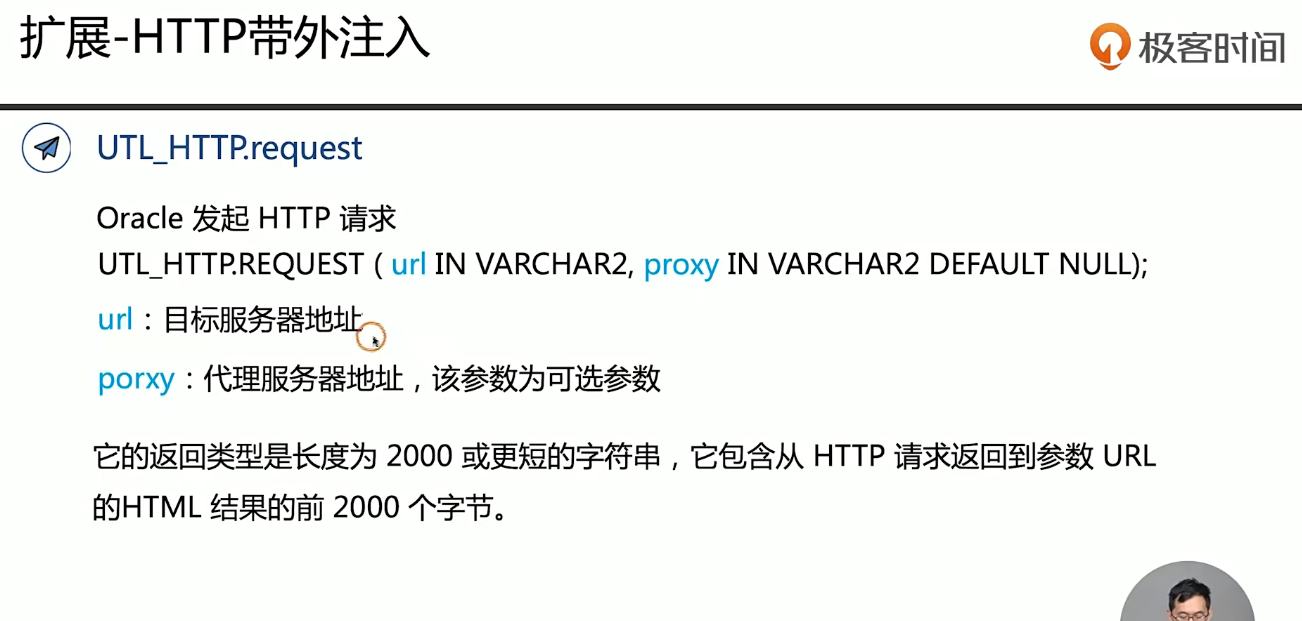 扩展-HTTP带外注入
极客时间
UTL_HTTP.request
Oracle 发起 HTTP 请求
UTL_HTTP.REQUEST ( url IN VARCHAR2, proxy IN VARCHAR2 DEFAULT NULL);
url：目标服务器地址
porxy：代理服务器地址，该参数为可选参数
它的返回类型是长度为 2000 或更短的字符串，它包含从 HTTP 请求返回到参数 URL
的HTML 结果的前 2000 个字节。